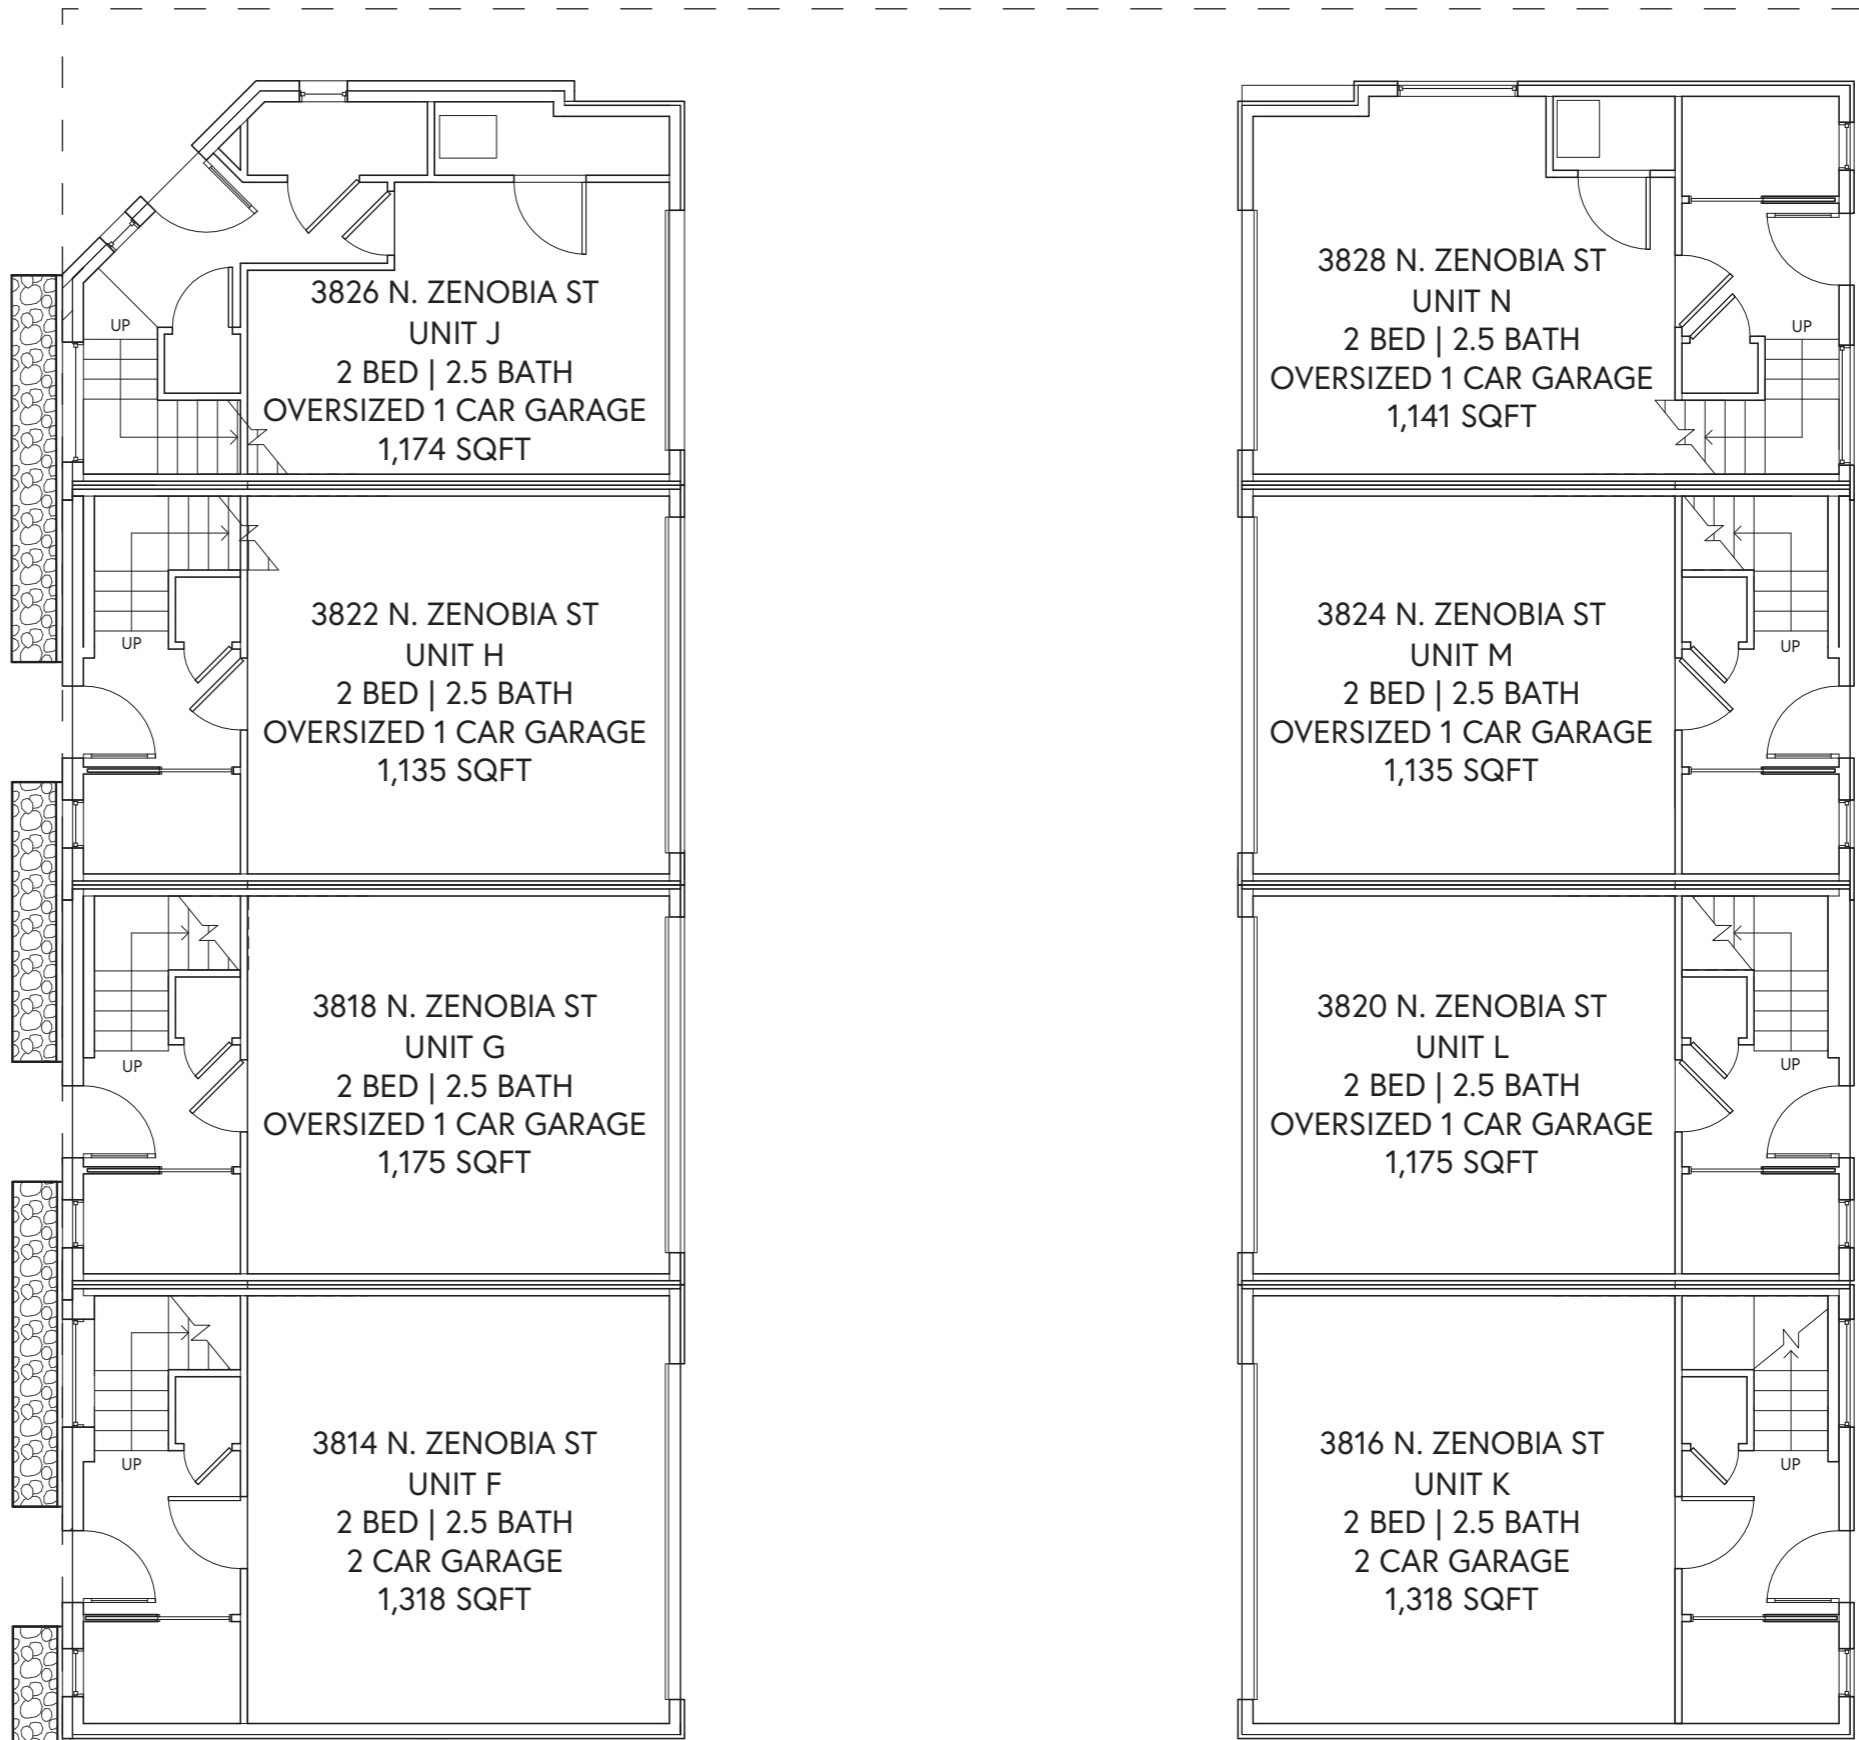 3826 N. ZENOBIA ST
UNIT J
2 BED | 2.5 BATH
OVERSIZED 1 CAR GARAGE
1,174 SQFT
UP
3828 N. ZENOBIA ST
UNIT N
2 BED | 2.5 BATH
OVERSIZED 1 CAR GARAGE
1,141 SQFT
UP
3822 N. ZENOBIA ST
UNIT H
2 BED | 2.5 BATH
OVERSIZED 1 CAR GARAGE
1,135 SQFT
UP
3824 N. ZENOBIA ST
UNIT M
2 BED | 2.5 BATH
OVERSIZED 1 CAR GARAGE
1,135 SQFT
UP
3818 N. ZENOBIA ST
UNIT G
2 BED | 2.5 BATH
OVERSIZED 1 CAR GARAGE
1,175 SQFT
UP
3820 N. ZENOBIA ST
UNIT L
2 BED | 2.5 BATH
OVERSIZED 1 CAR GARAGE
1,175 SQFT
UP
3814 N. ZENOBIA ST
UNIT F
2 BED | 2.5 BATH
2 CAR GARAGE
1,318 SQFT
UP
3816 N. ZENOBIA ST
UNIT K
2 BED | 2.5 BATH
2 CAR GARAGE
1,318 SQFT
UP